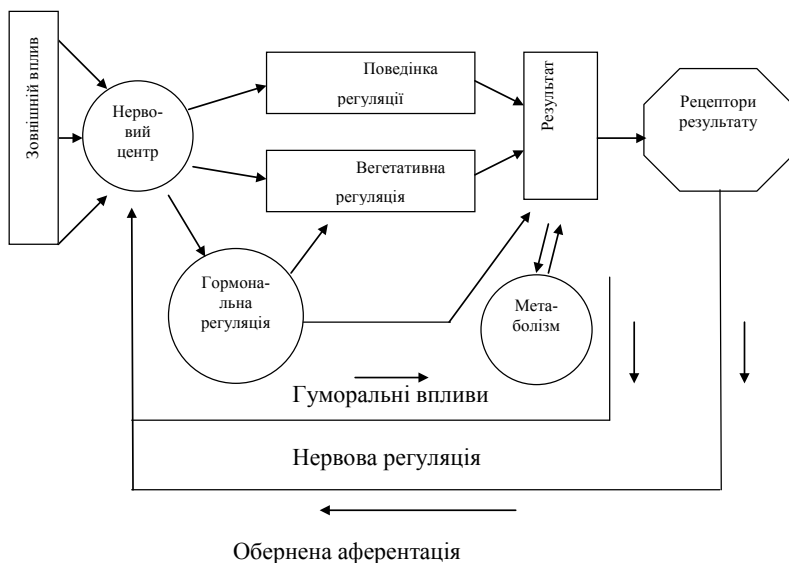 Зовнішній вплив
Нерво-
вий
центр
Поведінка
регуляції
Вегетативна
регуляція
Результат
Рецептори
результату
Гормона-
льна
регуляція
Мета-
болізм
Гуморальні впливи
Нервова регуляція
Обернена аферентація